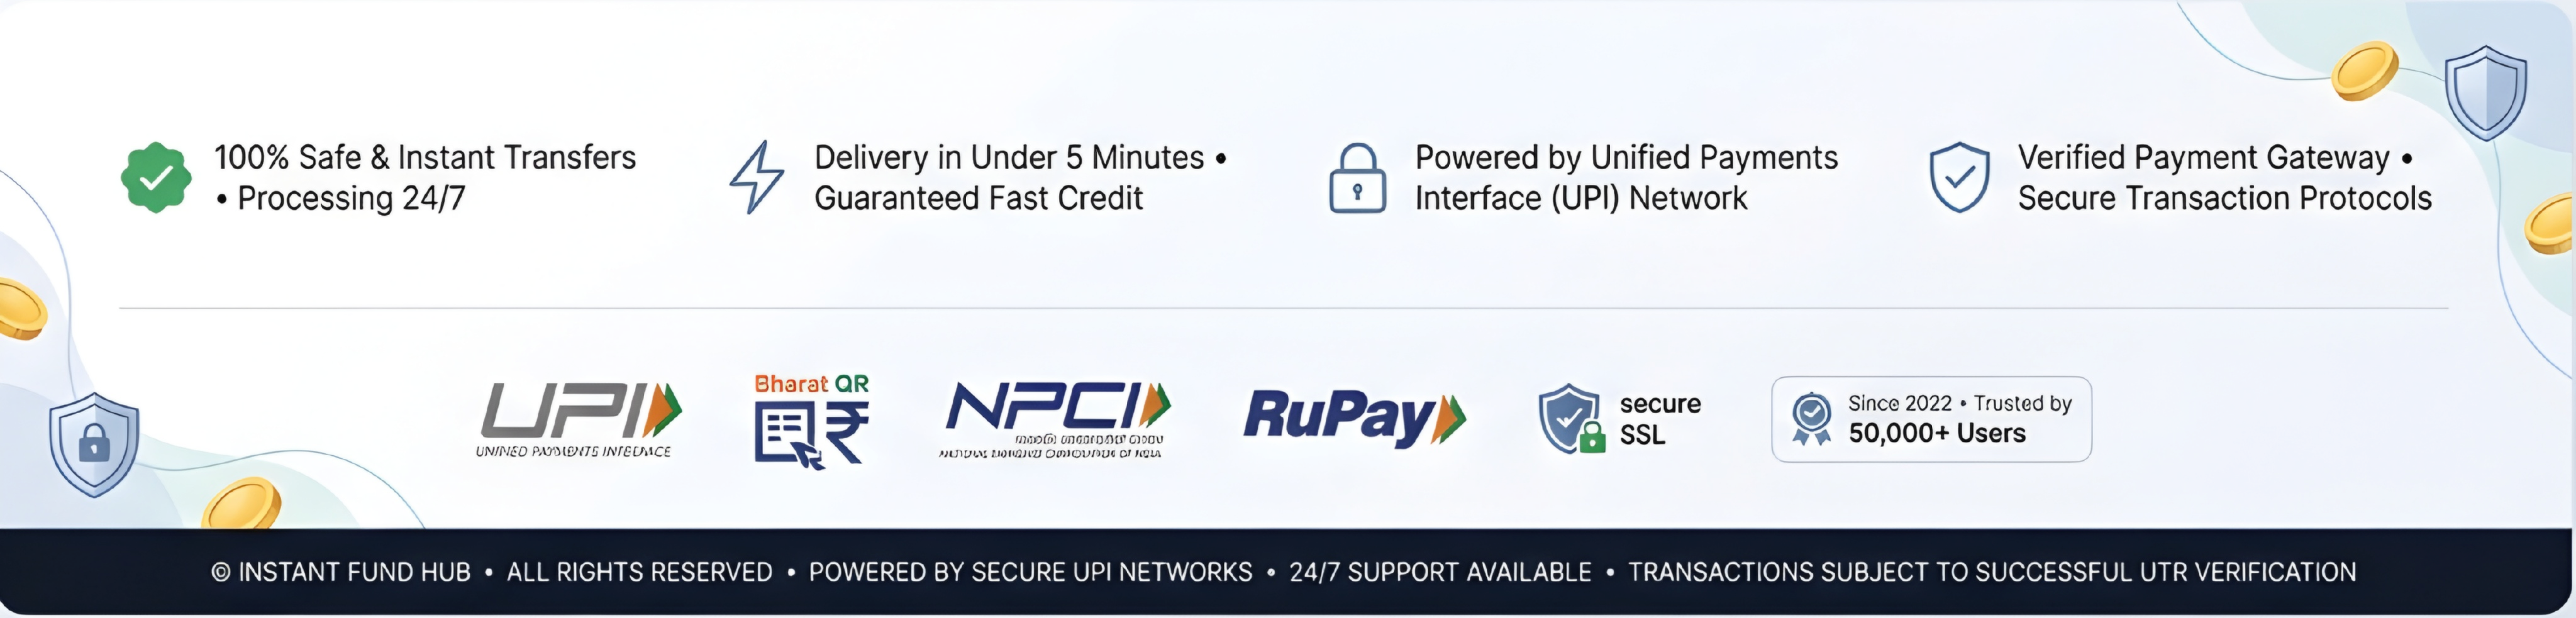 100% Safe & Instant Transfers
• Processing 24/7
Delivery in Under 5 Minutes •
Guaranteed Fast Credit
Powered by Unified Payments
Interface (UPI) Network
Verified Payment Gateway •
Secure Transaction Protocols
UPI
Bharat QR
NPCI
RuPay
secure
SSL
Since 2022 • Trusted by
50,000+ Users
© INSTANT FUND HUB • ALL RIGHTS RESERVED • POWERED BY SECURE UPI NETWORKS • 24/7 SUPPORT AVAILABLE • TRANSACTIONS SUBJECT TO SUCCESSFUL UTR VERIFICATION